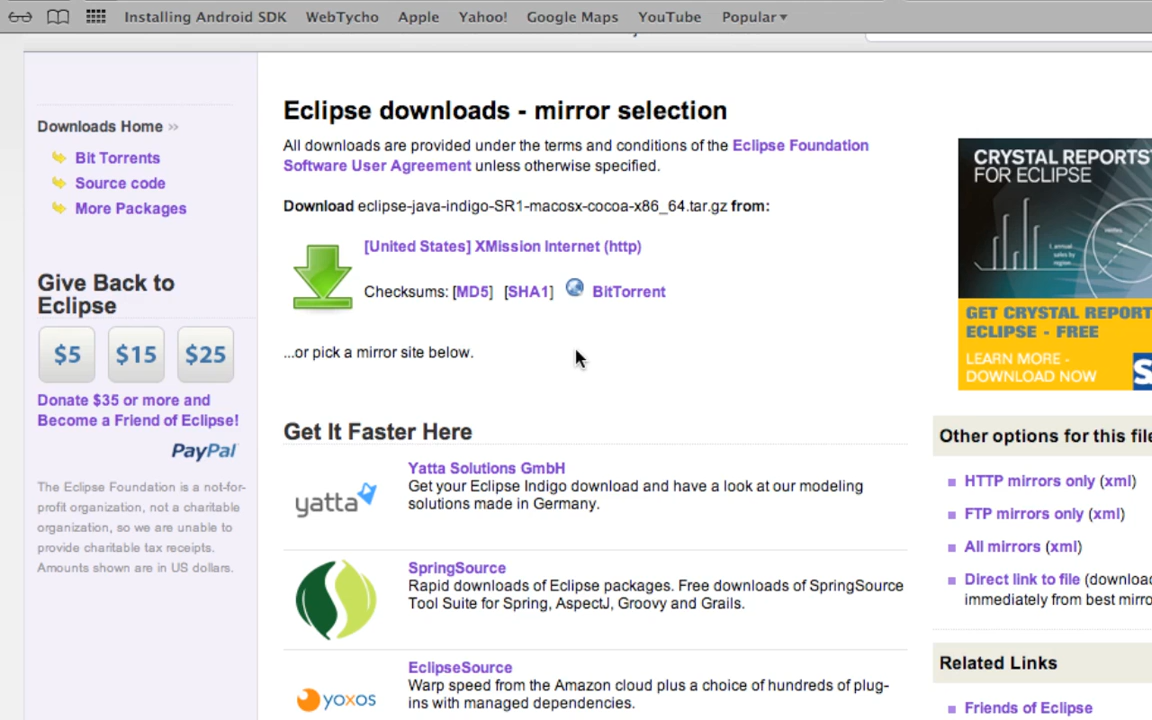 Installing Android SDK WebTycho Apple Yahoo! Google Maps YouTube Popular
Downloads Home »
Bit Torrents
Source code
More Packages
Give Back to
Eclipse
$5 $15 $25
Donate $35 or more and
Become a Friend of Eclipse!
PayPal
The Eclipse Foundation is a not-for-
profit organization, not a charitable
organization, so we are unable to
provide charitable tax receipts.
Amounts shown are in US dollars.
Eclipse downloads - mirror selection
All downloads are provided under the terms and conditions of the Eclipse Foundation
Software User Agreement unless otherwise specified.
Download eclipse-java-indigo-SR1-macosx-cocoa-x86_64.tar.gz from:
[United States] XMission Internet (http)
Checksums: [MD5] [SHA1] BitTorrent
...or pick a mirror site below.
Get It Faster Here
yatta
Yatta Solutions GmbH
Get your Eclipse Indigo download and have a look at our modeling
solutions made in Germany.
SpringSource
Rapid downloads of Eclipse packages. Free downloads of SpringSource
Tool Suite for Spring, AspectJ, Groovy and Grails.
yoxos
EclipseSource
Warp speed from the Amazon cloud plus a choice of hundreds of plug-
ins with managed dependencies.
CRYSTAL REPORTS
FOR ECLIPSE
GET CRYSTAL REPORT
ECLIPSE - FREE
LEARN MORE -
DOWNLOAD NOW
S
Other options for this file
HTTP mirrors only (xml)
FTP mirrors only (xml)
All mirrors (xml)
Direct link to file (download
immediately from best mirro
Related Links
Friends of Eclipse